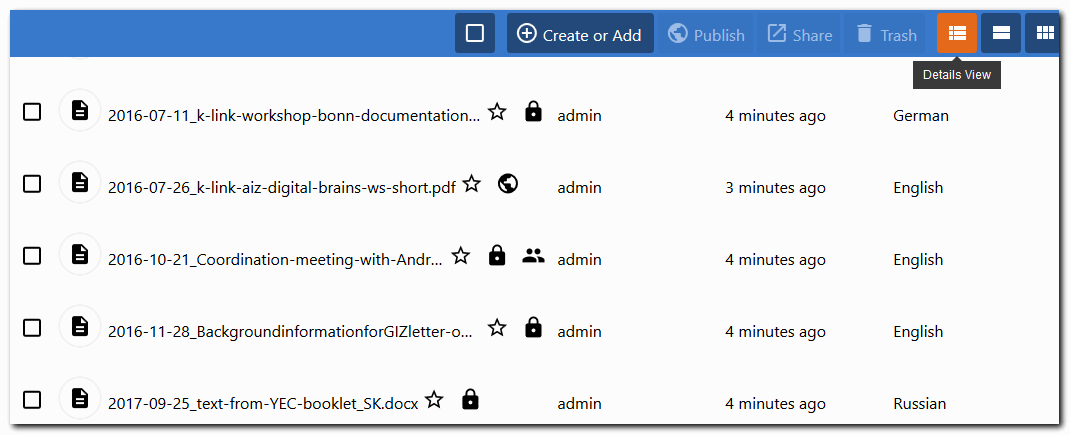 Create or Add Publish Share Trash
Details View
2016-07-11_k-link-workshop-bonn-documentation... admin 4 minutes ago German
2016-07-26_k-link-aiz-digital-brains-ws-short.pdf admin 3 minutes ago English
2016-10-21_Coordination-meeting-with-Andr... admin 4 minutes ago English
2016-11-28_BackgroundinformationforGIZletter-o... admin 4 minutes ago English
2017-09-25_text-from-YEC-booklet_SK.docx admin 4 minutes ago Russian